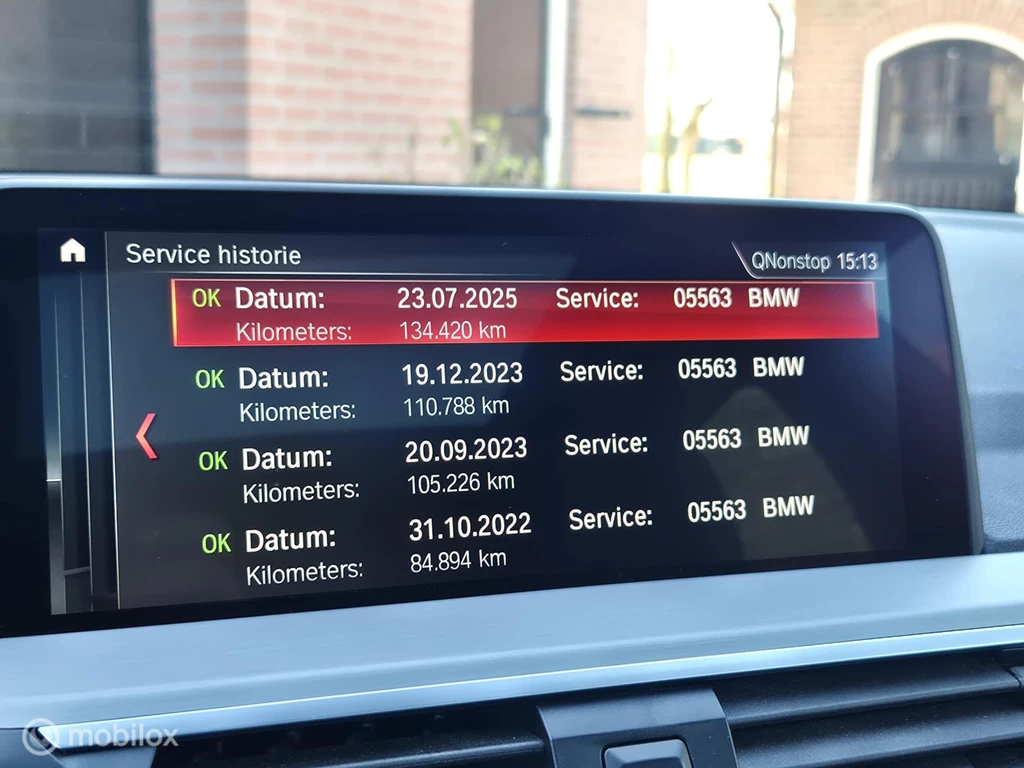 Service historie
QNonstop 15:13
OK Datum: 23.07.2025 Service: 05563 BMW
Kilometers: 134.420 km
OK Datum: 19.12.2023 Service: 05563 BMW
Kilometers: 110.788 km
OK Datum: 20.09.2023 Service: 05563 BMW
Kilometers: 105.226 km
OK Datum: 31.10.2022 Service: 05563 BMW
Kilometers: 84.894 km
mobilox